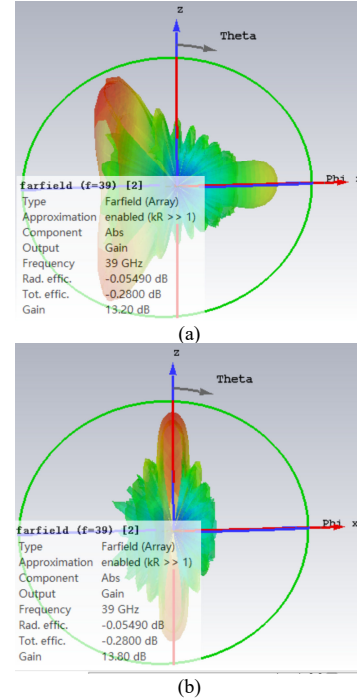 z
Theta
Phi
farfield (f=39) [2]
Type Farfield (Array)
Approximation enabled (kR >> 1)
Component Abs
Output Gain
Frequency 39 GHz
Rad. effic. -0.05490 dB
Tot. effic. -0.2800 dB
Gain 13.20 dB
(a)
z
Theta
Phi x
farfield (f=39) [2]
Type Farfield (Array)
Approximation enabled (kR >> 1)
Component Abs
Output Gain
Frequency 39 GHz
Rad. effic. -0.05490 dB
Tot. effic. -0.2800 dB
Gain 13.80 dB
(b)